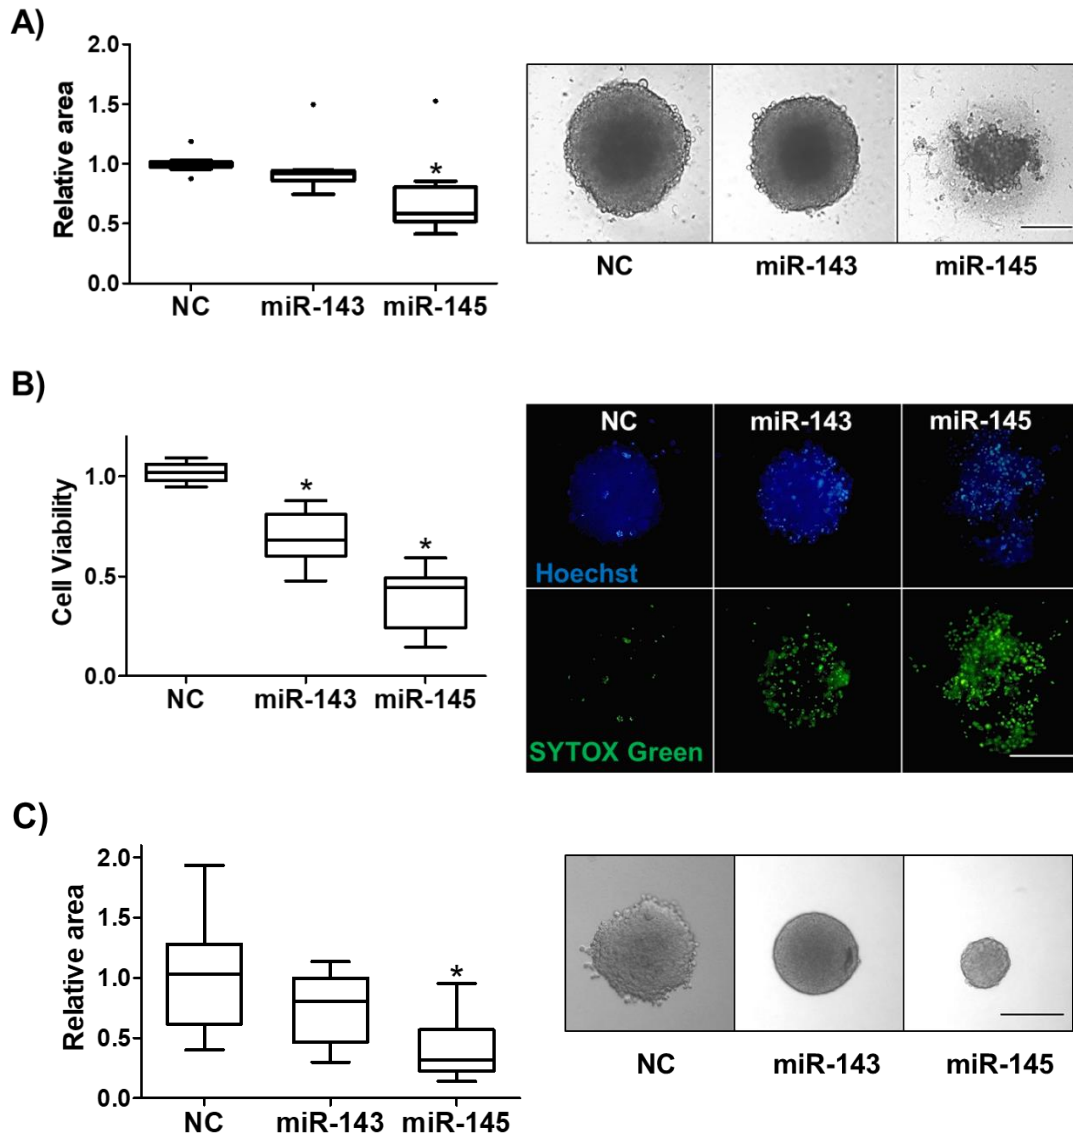 A)
Relative area
2.0
1.5
1.0
0.5
0.0
*
NC miR-143 miR-145
NC miR-143 miR-145
B)
Cell Viability
1.0
0.5
0.0
* *
NC miR-143 miR-145
NC miR-143 miR-145
Hoechst
SYTOX Green
C)
Relative area
2.0
1.5
1.0
0.5
0.0
*
NC miR-143 miR-145
NC miR-143 miR-145